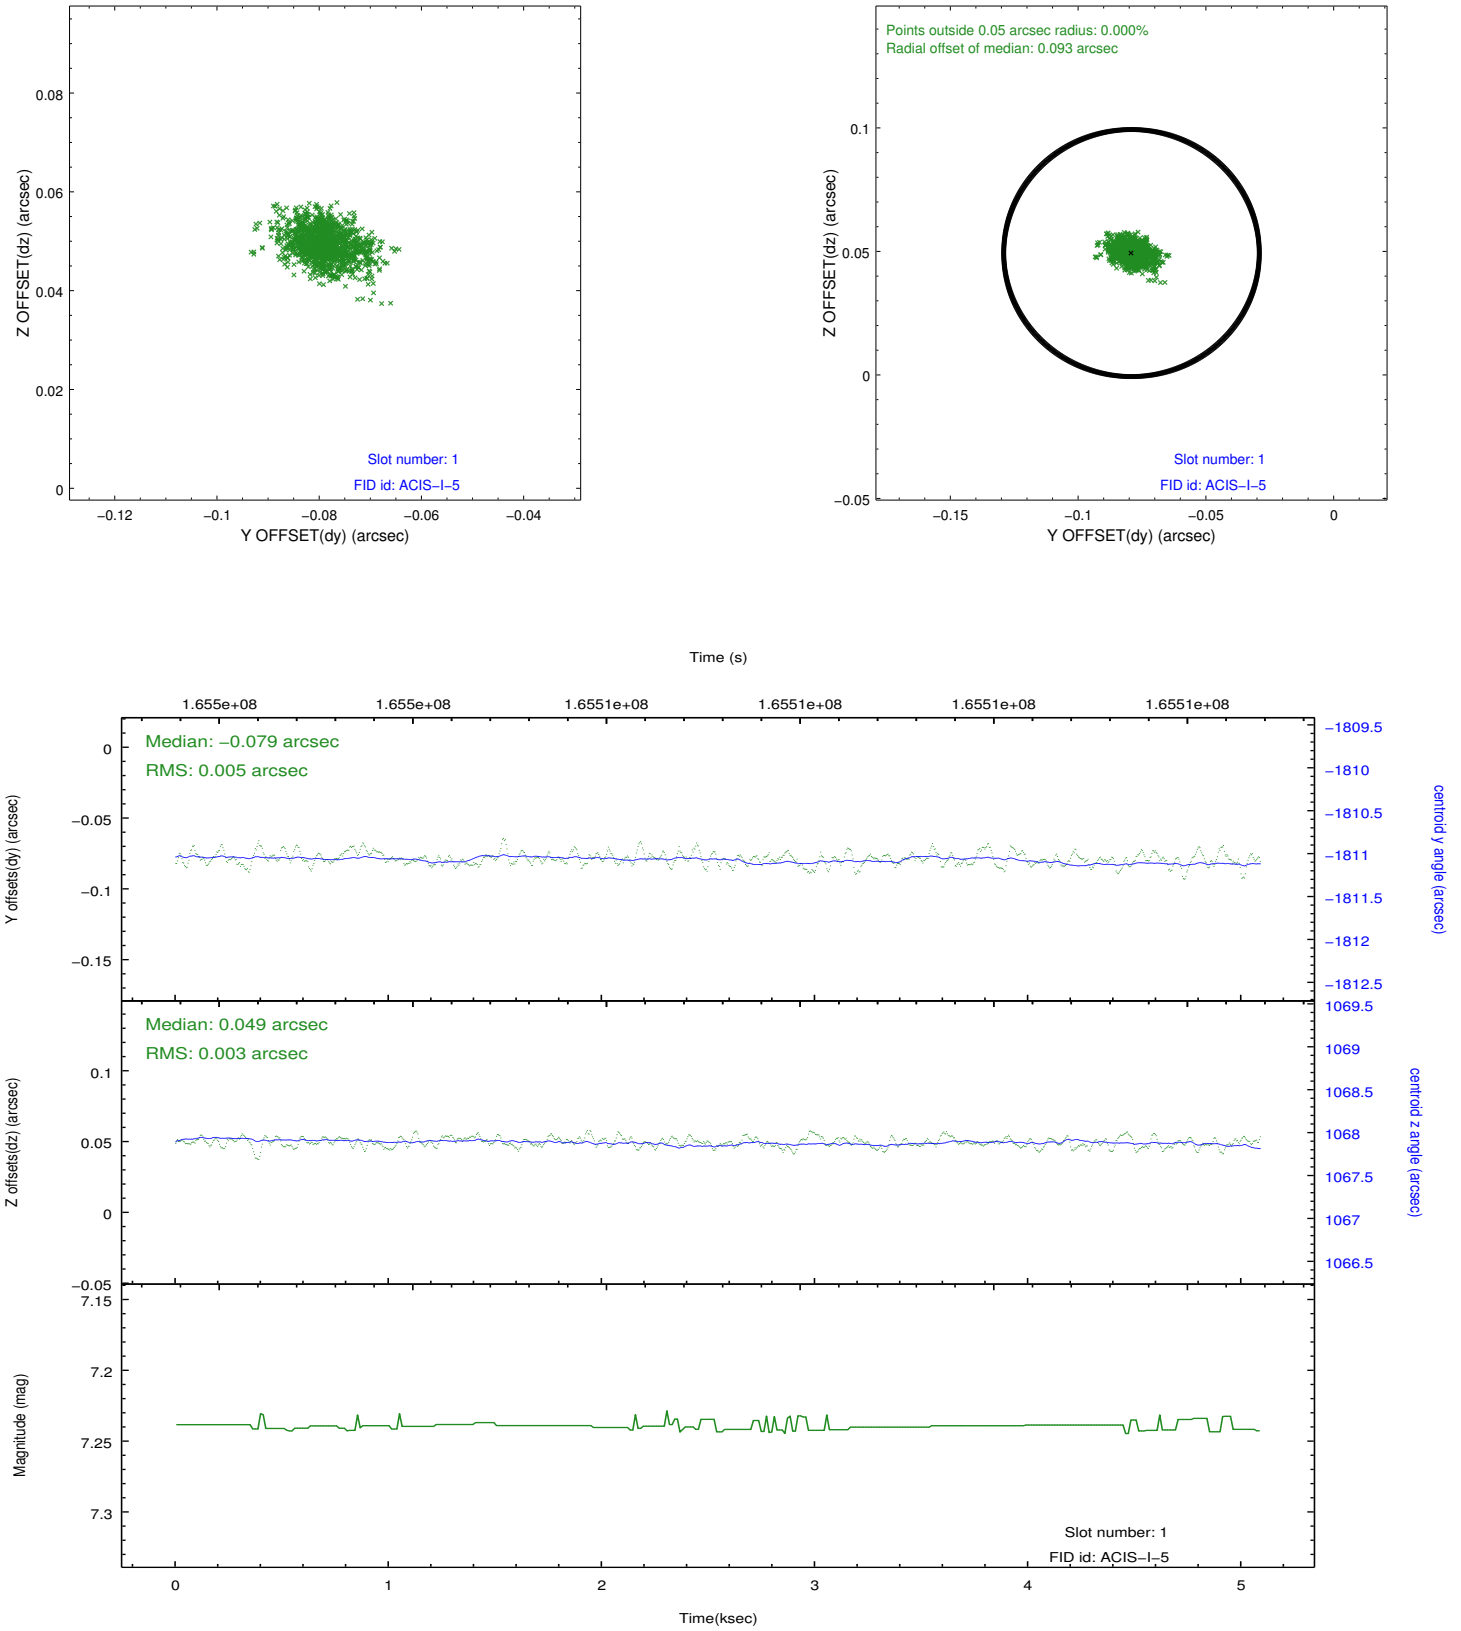 0.08
0.06
0.04
0.02
0
Z OFFSET(dz) (arcsec)
Slot number: 1
FID id: ACIS−I−5
−0.12 −0.1 −0.08 −0.06 −0.04
Y OFFSET(dy) (arcsec)
Points outside 0.05 arcsec radius: 0.000%
Radial offset of median: 0.093 arcsec
0.1
0.05
0
−0.05
Z OFFSET(dz) (arcsec)
Slot number: 1
FID id: ACIS−I−5
−0.15 −0.1 −0.05 0
Y OFFSET(dy) (arcsec)
Time (s)
1.655e+08 1.655e+08 1.6551e+08 1.6551e+08 1.6551e+08 1.6551e+08
Median: −0.079 arcsec
RMS: 0.005 arcsec
0
−0.05
−0.1
−0.15
Y offsets(dy) (arcsec)
−1809.5
−1810
−1810.5
−1811
−1811.5
−1812
−1812.5
centroid y angle (arcsec)
Median: 0.049 arcsec
RMS: 0.003 arcsec
0.1
0.05
0
−0.05
Z offsets(dz) (arcsec)
1069.5
1069
1068.5
1068
1067.5
1067
1066.5
centroid z angle (arcsec)
7.15
7.2
7.25
7.3
Magnitude (mag)
Slot number: 1
FID id: ACIS−I−5
0 1 2 3 4 5
Time(ksec)